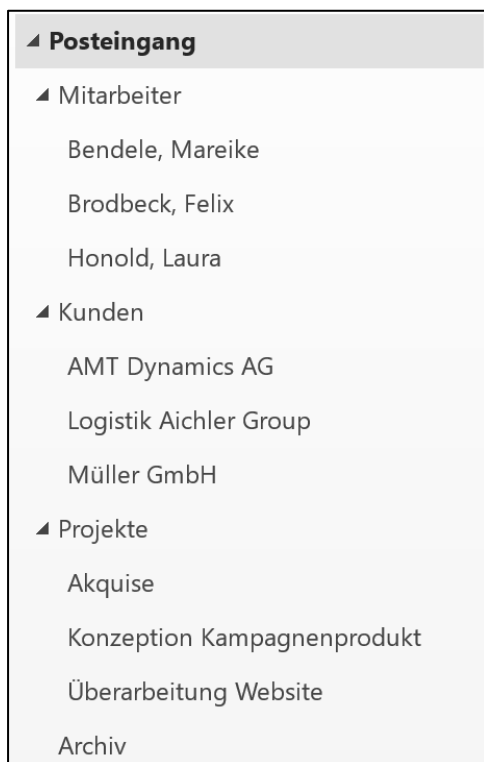 Posteingang
Mitarbeiter
Bendele, Mareike
Brodbeck, Felix
Honold, Laura
Kunden
AMT Dynamics AG
Logistik Aichler Group
Müller GmbH
Projekte
Akquise
Konzeption Kampagnenprodukt
Überarbeitung Website
Archiv